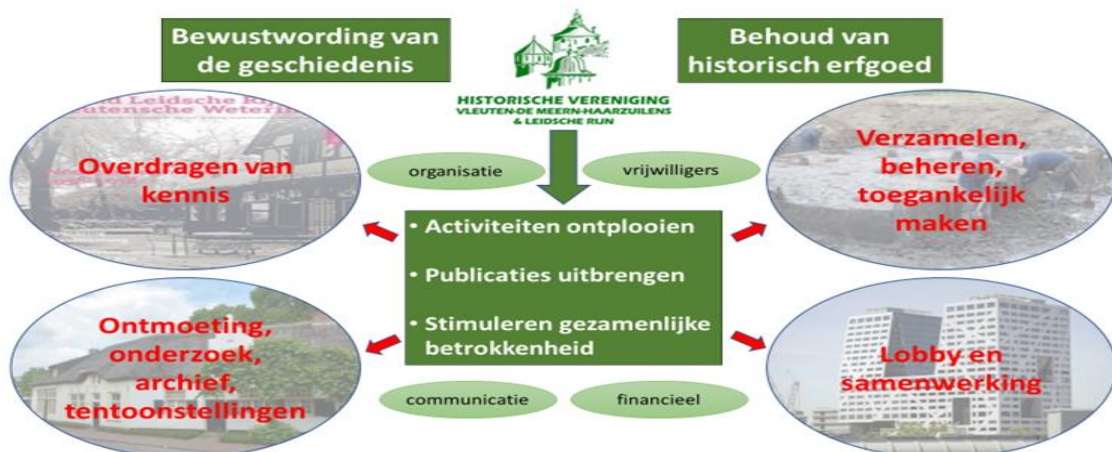 Bewustwording van
de geschiedenis
HISTORISCHE VERENIGING
VLEUTEN-DE MEERN-HAARZUILENS
& LEIDSCHE RIJN
Behoud van
historisch erfgoed
Leidsche
Overdragen van
kennis
organisatie
vrijwilligers
Verzamelen,
beheren,
toegankelijk
maken
• Activiteiten ontplooien
• Publicaties uitbrengen
• Stimuleren gezamenlijke
betrokkenheid
Ontmoeting,
onderzoek,
archief,
tentoonstellingen
Lobby en
samenwerking
communicatie
financieel